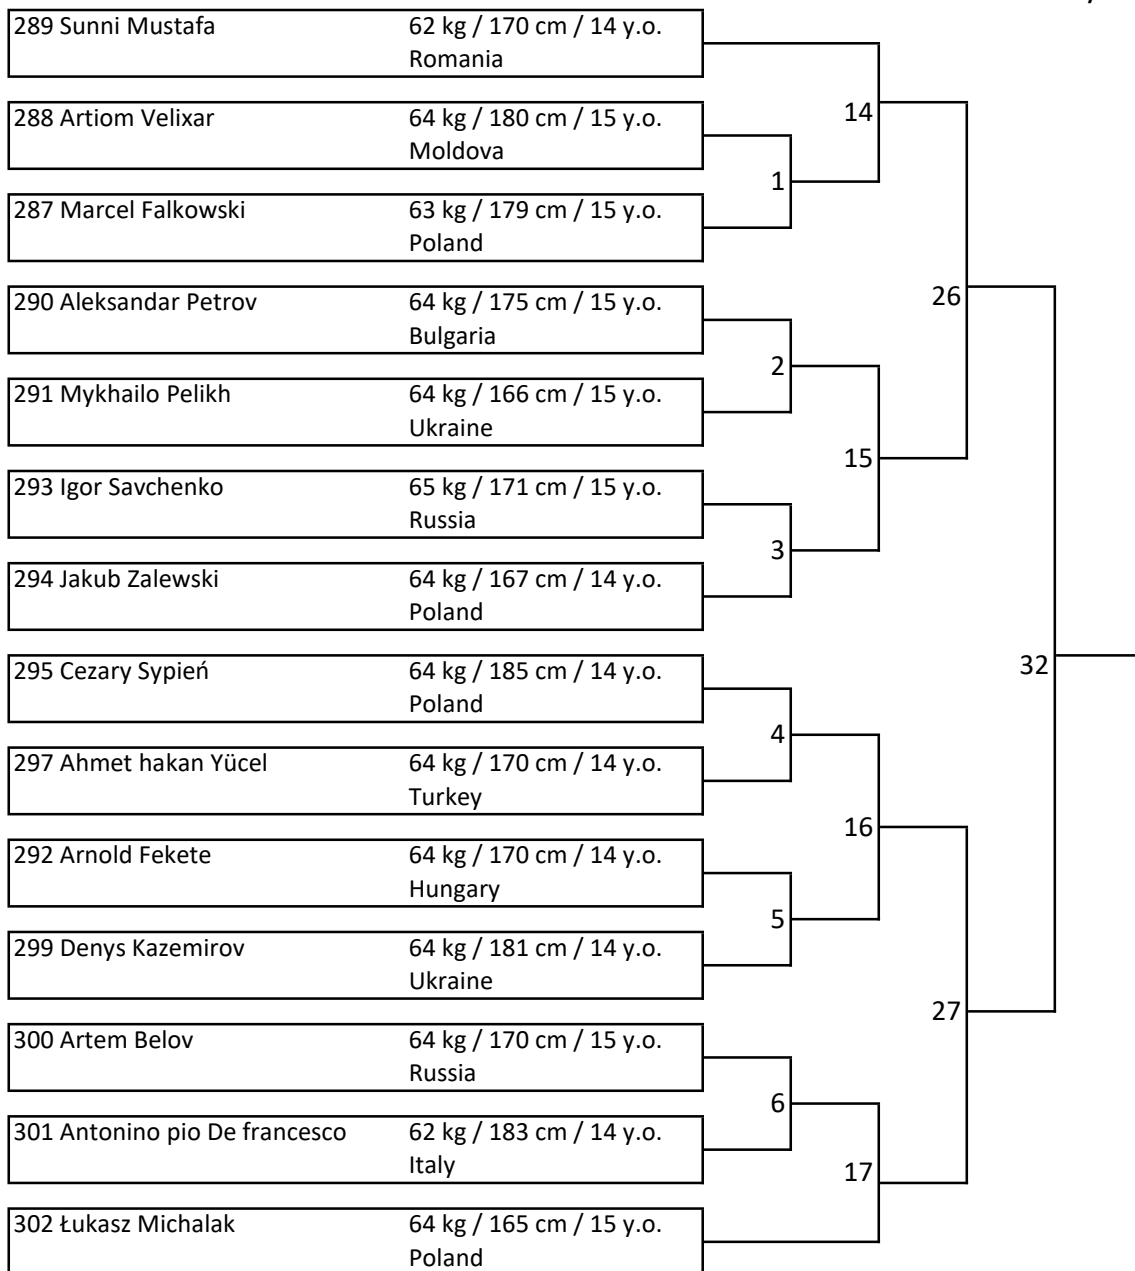 289 Sunni Mustafa 62 kg / 170 cm / 14 y.o.
Romania
14
288 Artiom Velixar 64 kg / 180 cm / 15 y.o.
Moldova
1
287 Marcel Falkowski 63 kg / 179 cm / 15 y.o.
Poland
26
290 Aleksandar Petrov 64 kg / 175 cm / 15 y.o.
Bulgaria
2
291 Mykhailo Pelikh 64 kg / 166 cm / 15 y.o.
Ukraine
15
293 Igor Savchenko 65 kg / 171 cm / 15 y.o.
Russia
3
294 Jakub Zalewski 64 kg / 167 cm / 14 y.o.
Poland
32
295 Cezary Sypień 64 kg / 185 cm / 14 y.o.
Poland
4
297 Ahmet hakan Yücel 64 kg / 170 cm / 14 y.o.
Turkey
16
292 Arnold Fekete 64 kg / 170 cm / 14 y.o.
Hungary
5
299 Denys Kazemirov 64 kg / 181 cm / 14 y.o.
Ukraine
27
300 Artem Belov 64 kg / 170 cm / 15 y.o.
Russia
6
301 Antonino pio De francesco 62 kg / 183 cm / 14 y.o.
Italy
17
302 Łukasz Michalak 64 kg / 165 cm / 15 y.o.
Poland